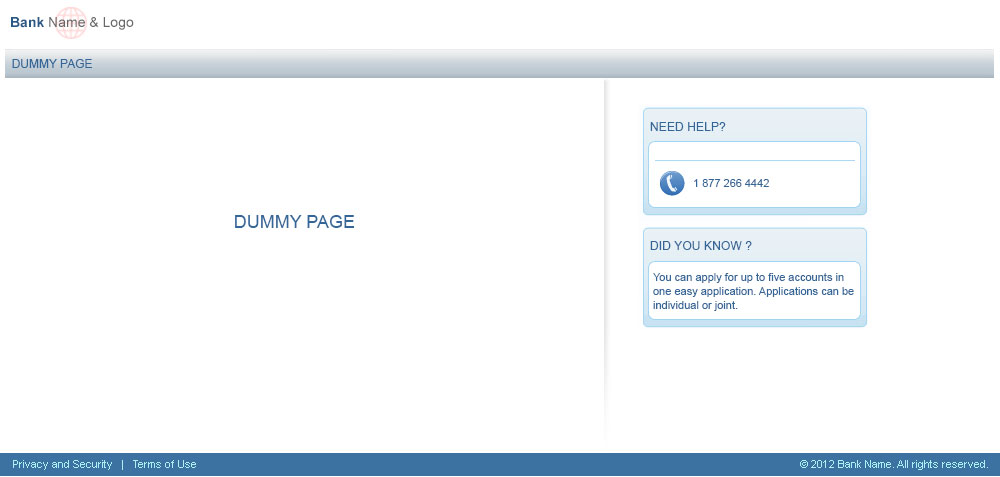 Bank Name & Logo
DUMMY PAGE
DUMMY PAGE
NEED HELP?
1 877 266 4442
DID YOU KNOW ?
You can apply for up to five accounts in
one easy application. Applications can be
individual or joint.
Privacy and Security | Terms of Use
© 2012 Bank Name. All rights reserved.